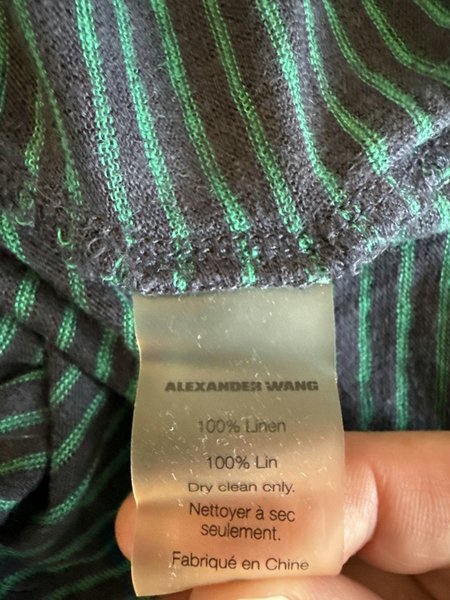 ALEXANDER WANG
100% Linen
100% Lin
Dry clean only.
Nettoyer à sec
seulement.
Fabriqué en Chine